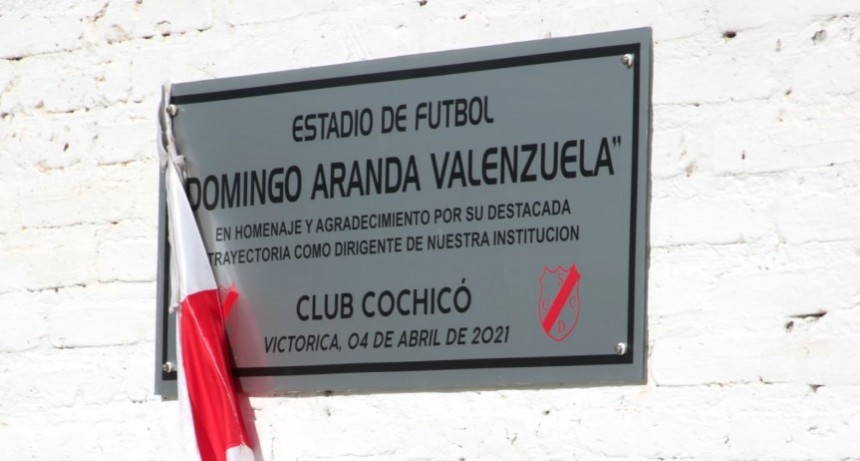 ESTADIO DE FUTBOL
DOMINGO ARANDA VALENZUELA"
EN HOMENAJE Y AGRADECIMIENTO POR SU DESTACADA
TRAYECTORIA COMO DIRIGENTE DE NUESTRA INSTITUCION
CLUB COCHICÓ
VICTORICA, 04 DE ABRIL DE 2021